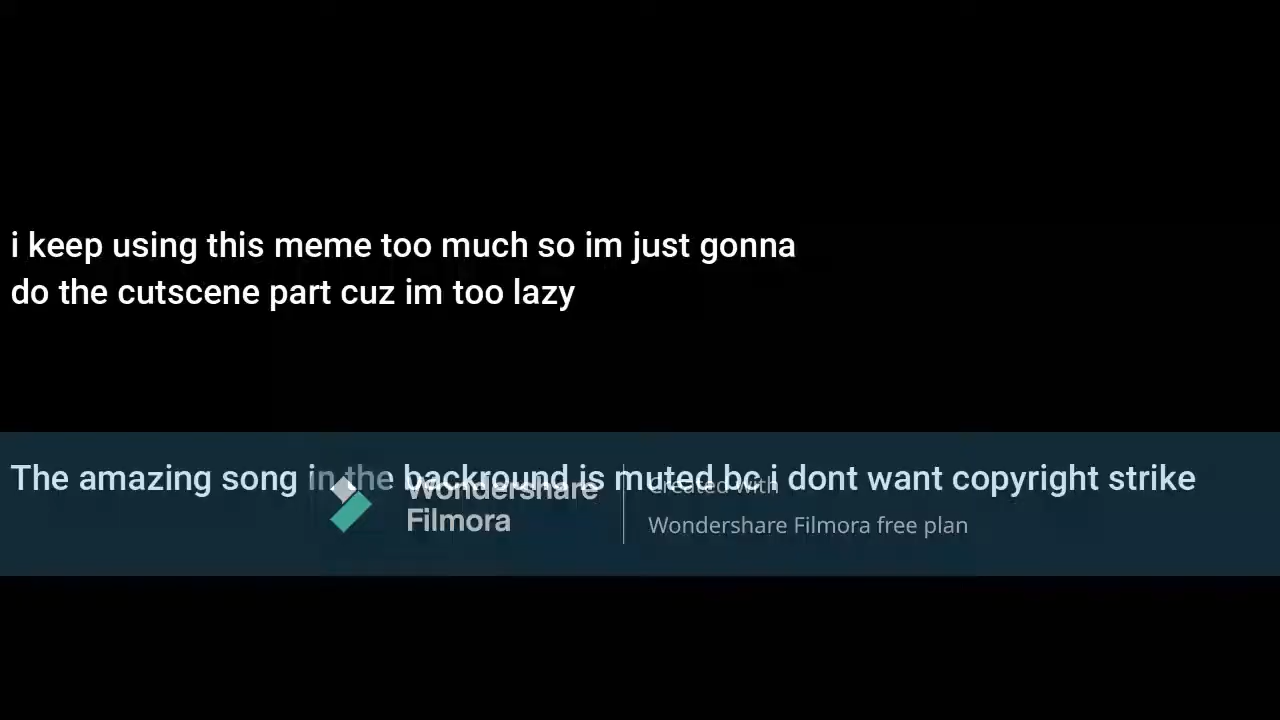 i keep using this meme too much so im just gonna
do the cutscene part cuz im too lazy
The amazing song in the backround is muted bc i dont want copyright strike
Wondershare
Filmora
Created with
Wondershare Filmora free plan